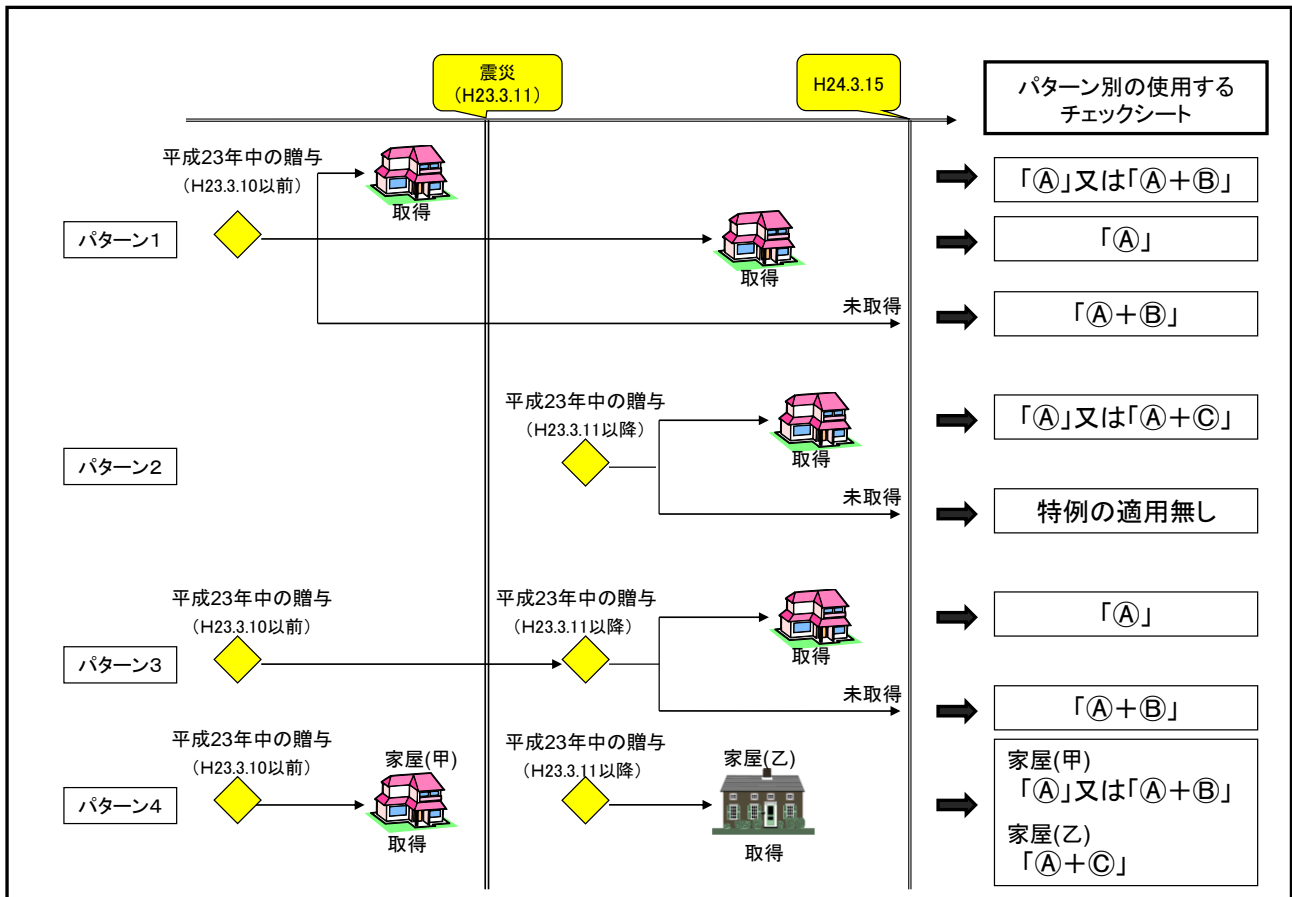 震災
(H23.3.11)
H24.3.15
パターン別の使用する
チェックシート
平成23年中の贈与
(H23.3.10以前)
取得
「Ⓐ」又は「Ⓐ＋Ⓑ」
パターン1
取得
「Ⓐ」
未取得
「Ⓐ＋Ⓑ」
平成23年中の贈与
(H23.3.11以降)
取得
「Ⓐ」又は「Ⓐ＋Ⓒ」
パターン2
未取得
特例の適用無し
平成23年中の贈与
(H23.3.10以前)
平成23年中の贈与
(H23.3.11以降)
取得
「Ⓐ」
パターン3
未取得
「Ⓐ＋Ⓑ」
平成23年中の贈与
(H23.3.10以前)
家屋(甲)
取得
平成23年中の贈与
(H23.3.11以降)
家屋(乙)
取得
パターン4
家屋(甲)
「Ⓐ」又は「Ⓐ＋Ⓑ」
家屋(乙)
「Ⓐ＋Ⓒ」